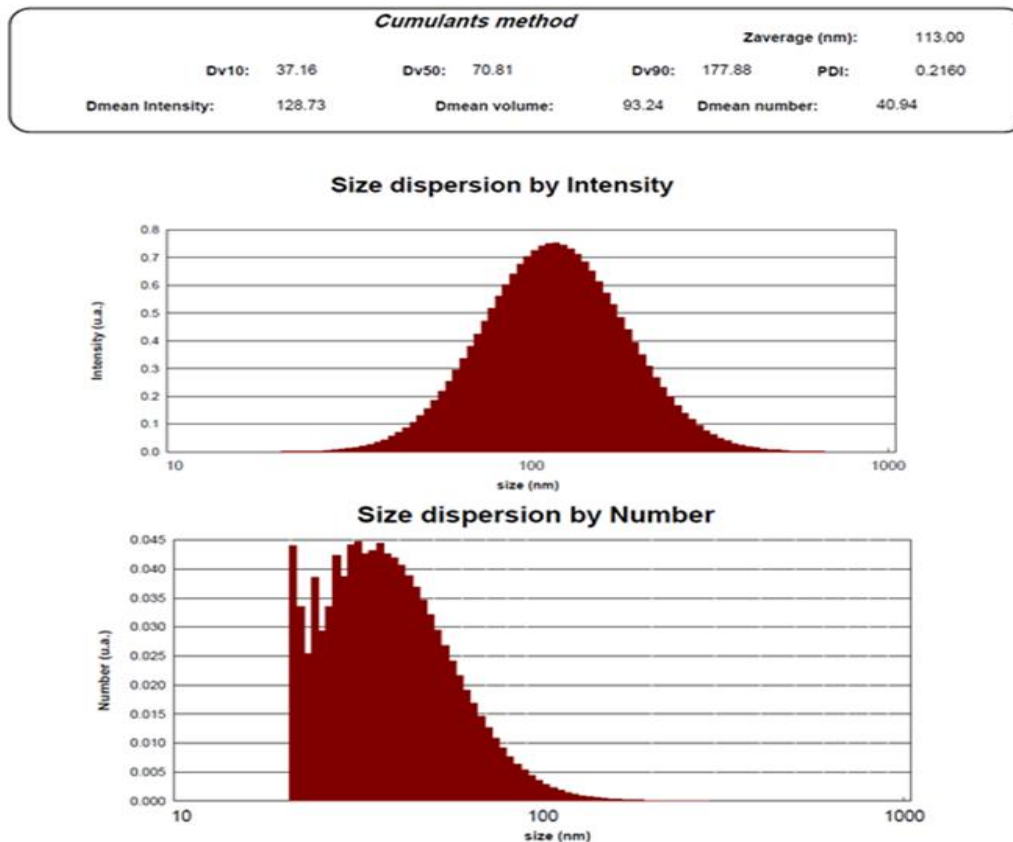 Cumulants method
Zaverage (nm): 113.00
Dv10: 37.16 Dv50: 70.81 Dv90: 177.88 PDI: 0.2160
Dmean Intensity: 128.73 Dmean volume: 93.24 Dmean number: 40.94
Size dispersion by Intensity
Intensity (u.a.)
0.8
0.7
0.6
0.5
0.4
0.3
0.2
0.1
0.0
10 100 1000
size (nm)
Size dispersion by Number
Number (u.a.)
0.045
0.040
0.035
0.030
0.025
0.020
0.015
0.010
0.005
0.000
10 100 1000
size (nm)